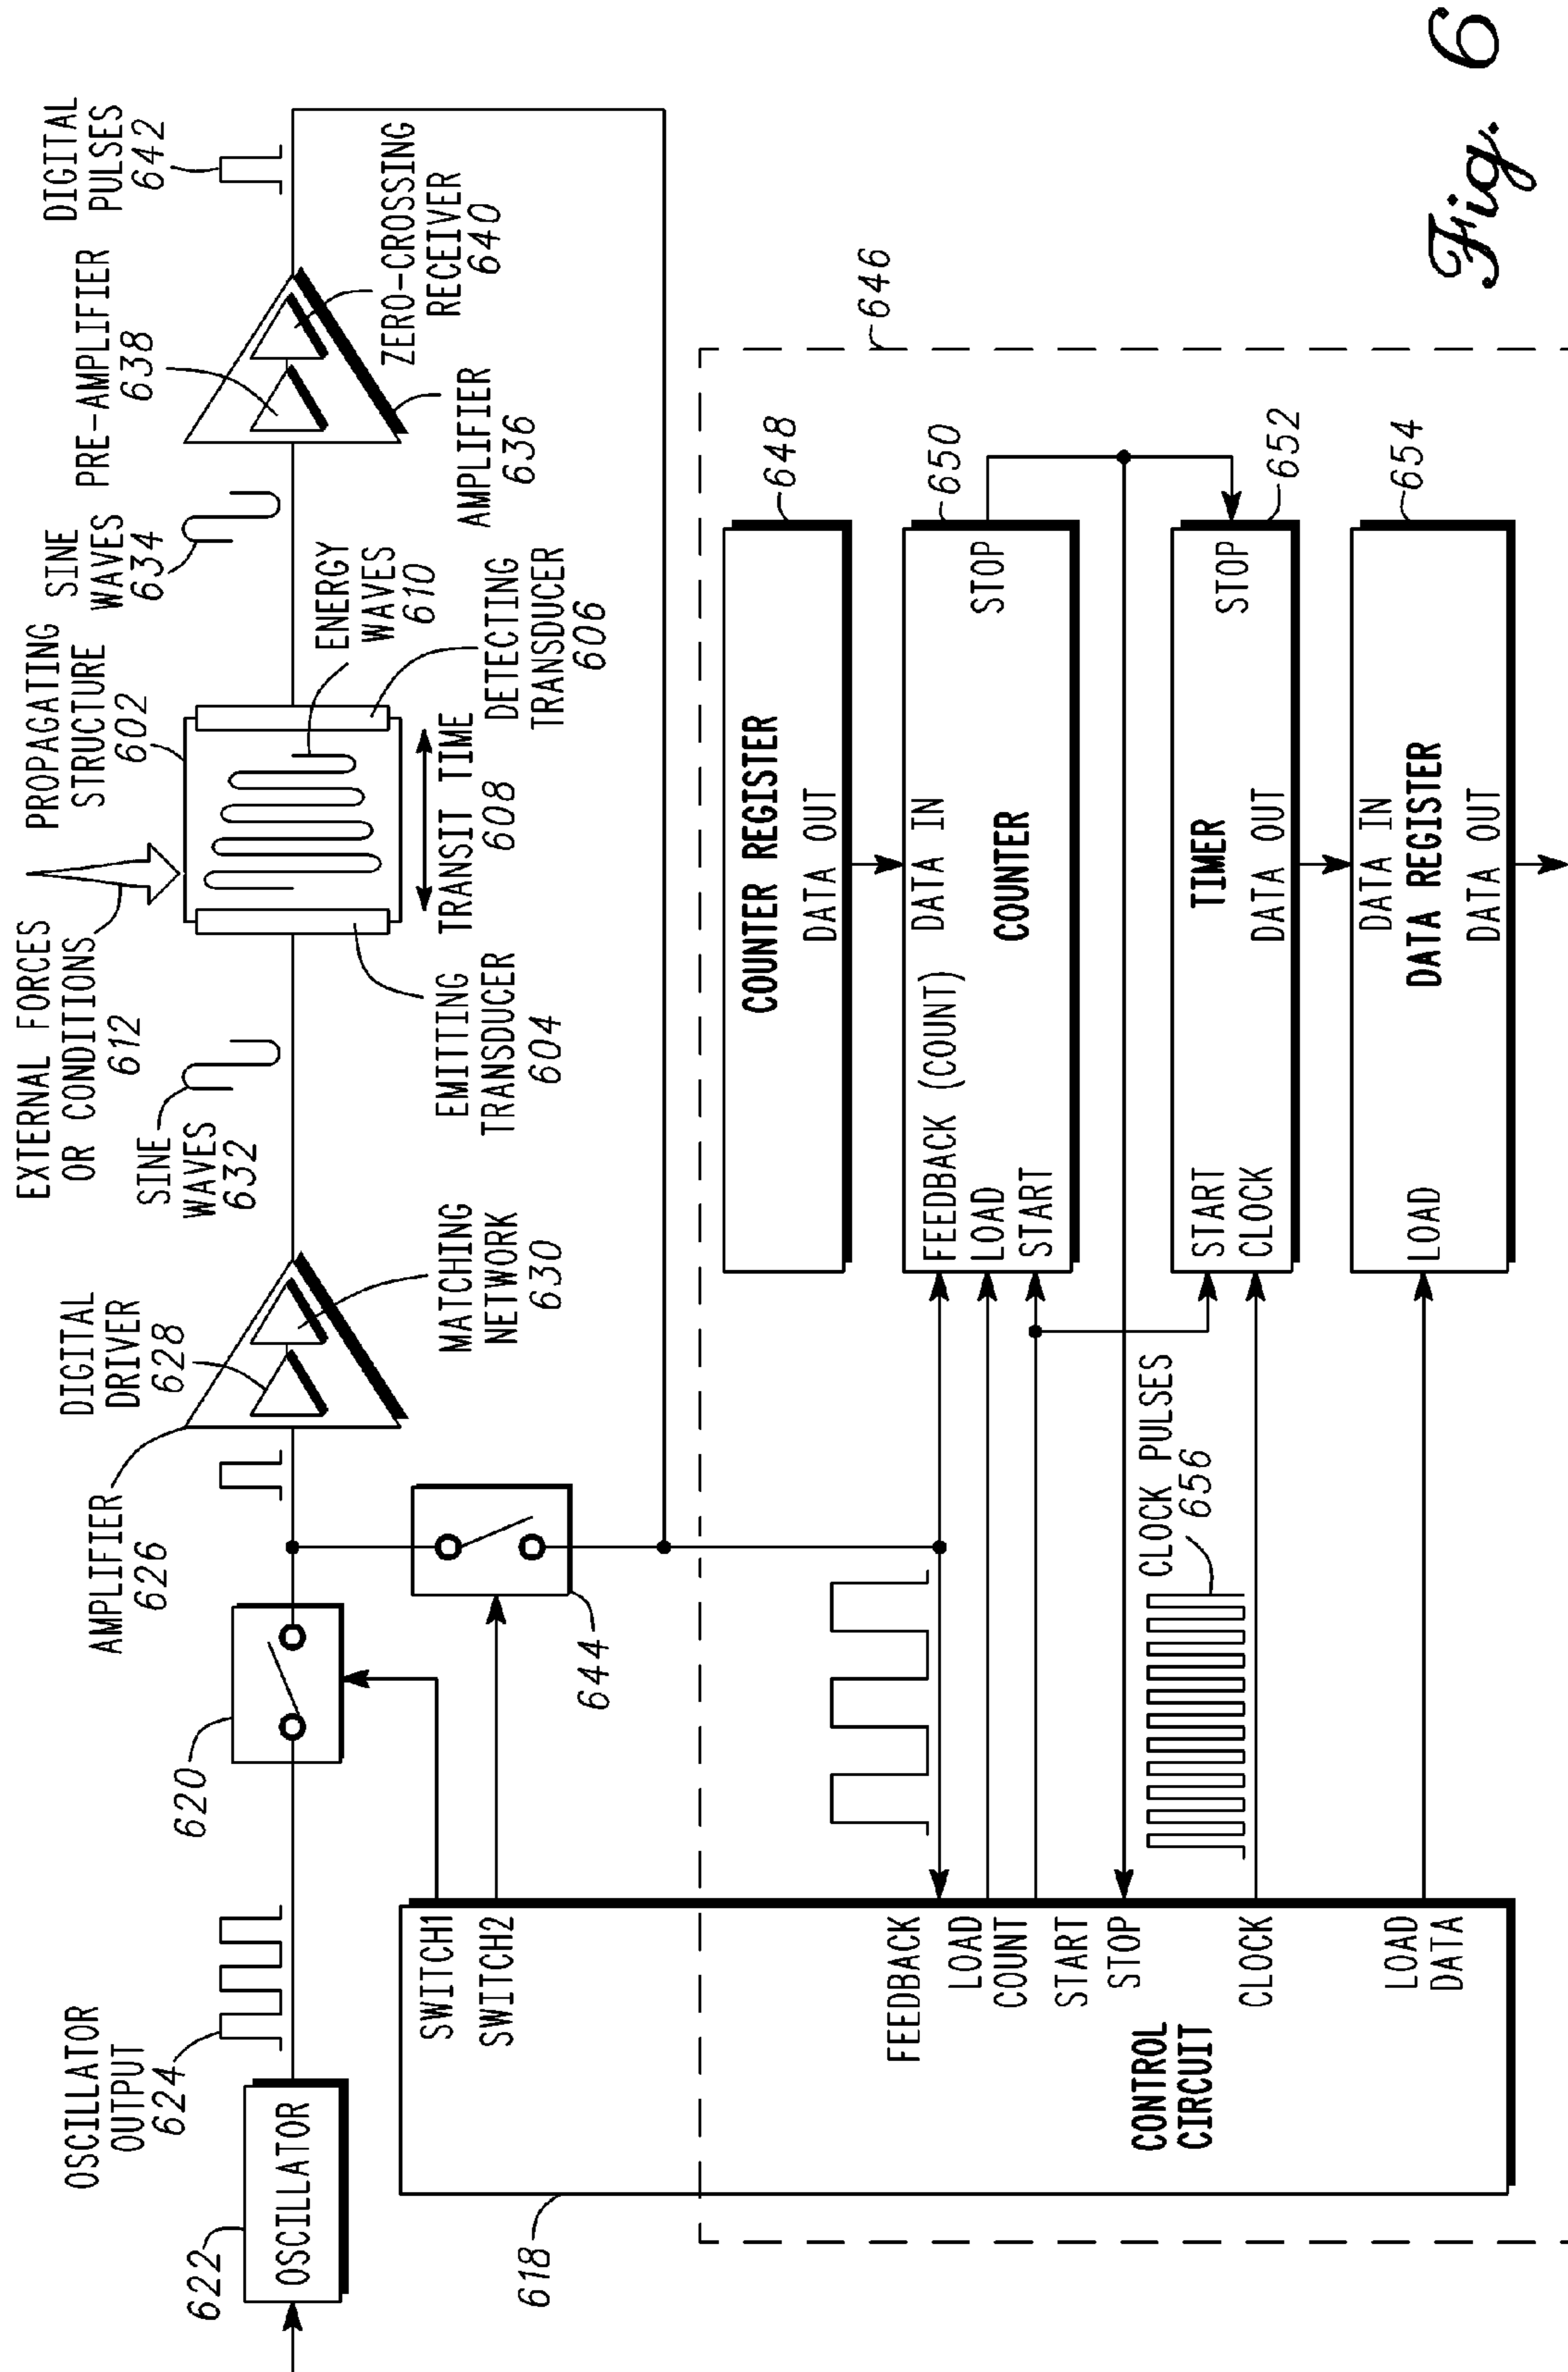 EXTERNAL FORCES
OR CONDITIONS
612
PROPAGATING
STRUCTURE
602
SINE
WAVES
634
PRE-AMPLIFIER
638
DIGITAL
PULSES
642
OSCILLATOR
OUTPUT
624
622
OSCILLATOR
620
AMPLIFIER
626
DIGITAL
DRIVER
628
SINE
WAVES
632
MATCHING
NETWORK
630
EMITTING
TRANSDUCER
604
TRANSIT TIME
608
ENERGY
WAVES
610
DETECTING
TRANSDUCER
606
AMPLIFIER
636
ZERO-CROSSING
RECEIVER
640
644
618
SWITCH1
SWITCH2
FEEDBACK
LOAD
COUNT
START
STOP
CLOCK
LOAD
DATA
CONTROL
CIRCUIT
CLOCK PULSES
656
646
COUNTER REGISTER
DATA OUT
648
FEEDBACK (COUNT)
LOAD
START
DATA IN
COUNTER
STOP
650
START
CLOCK
TIMER
DATA OUT
STOP
652
LOAD
DATA IN
DATA REGISTER
DATA OUT
654
Fig. 6